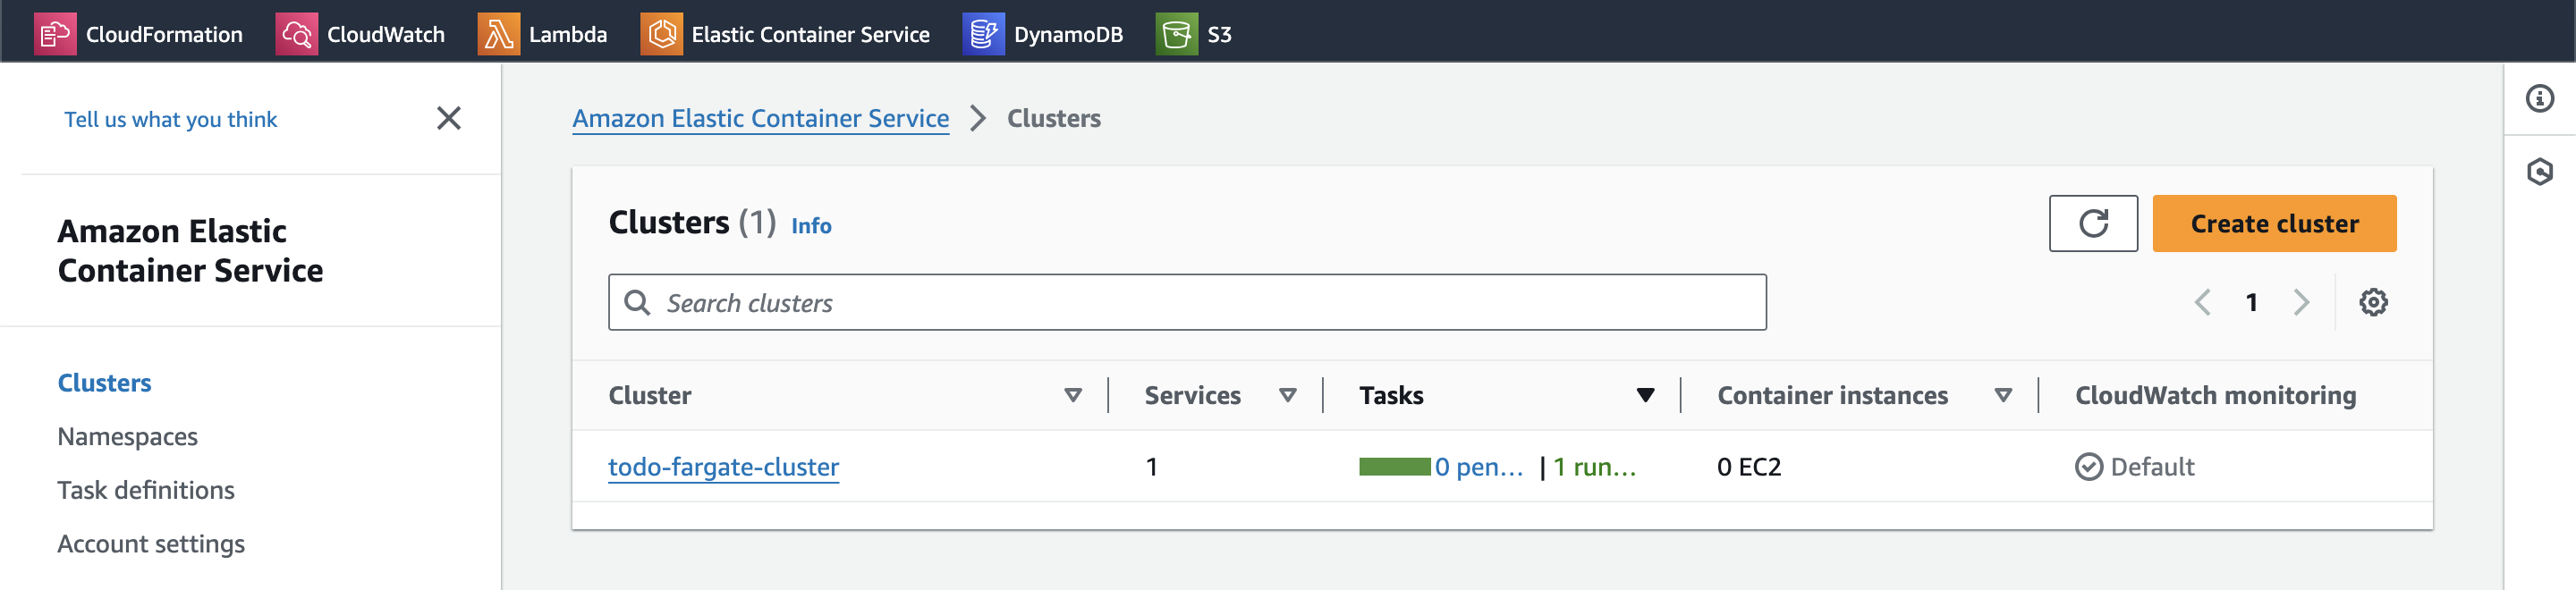 CloudFormation CloudWatch Lambda Elastic Container Service DynamoDB S3
Tell us what you think
Amazon Elastic
Container Service
Clusters
Namespaces
Task definitions
Account settings
Amazon Elastic Container Service > Clusters
Clusters (1) Info
Create cluster
Search clusters
1
Cluster Services Tasks Container instances CloudWatch monitoring
todo-fargate-cluster 1 0 pen… | 1 run… 0 EC2 Default